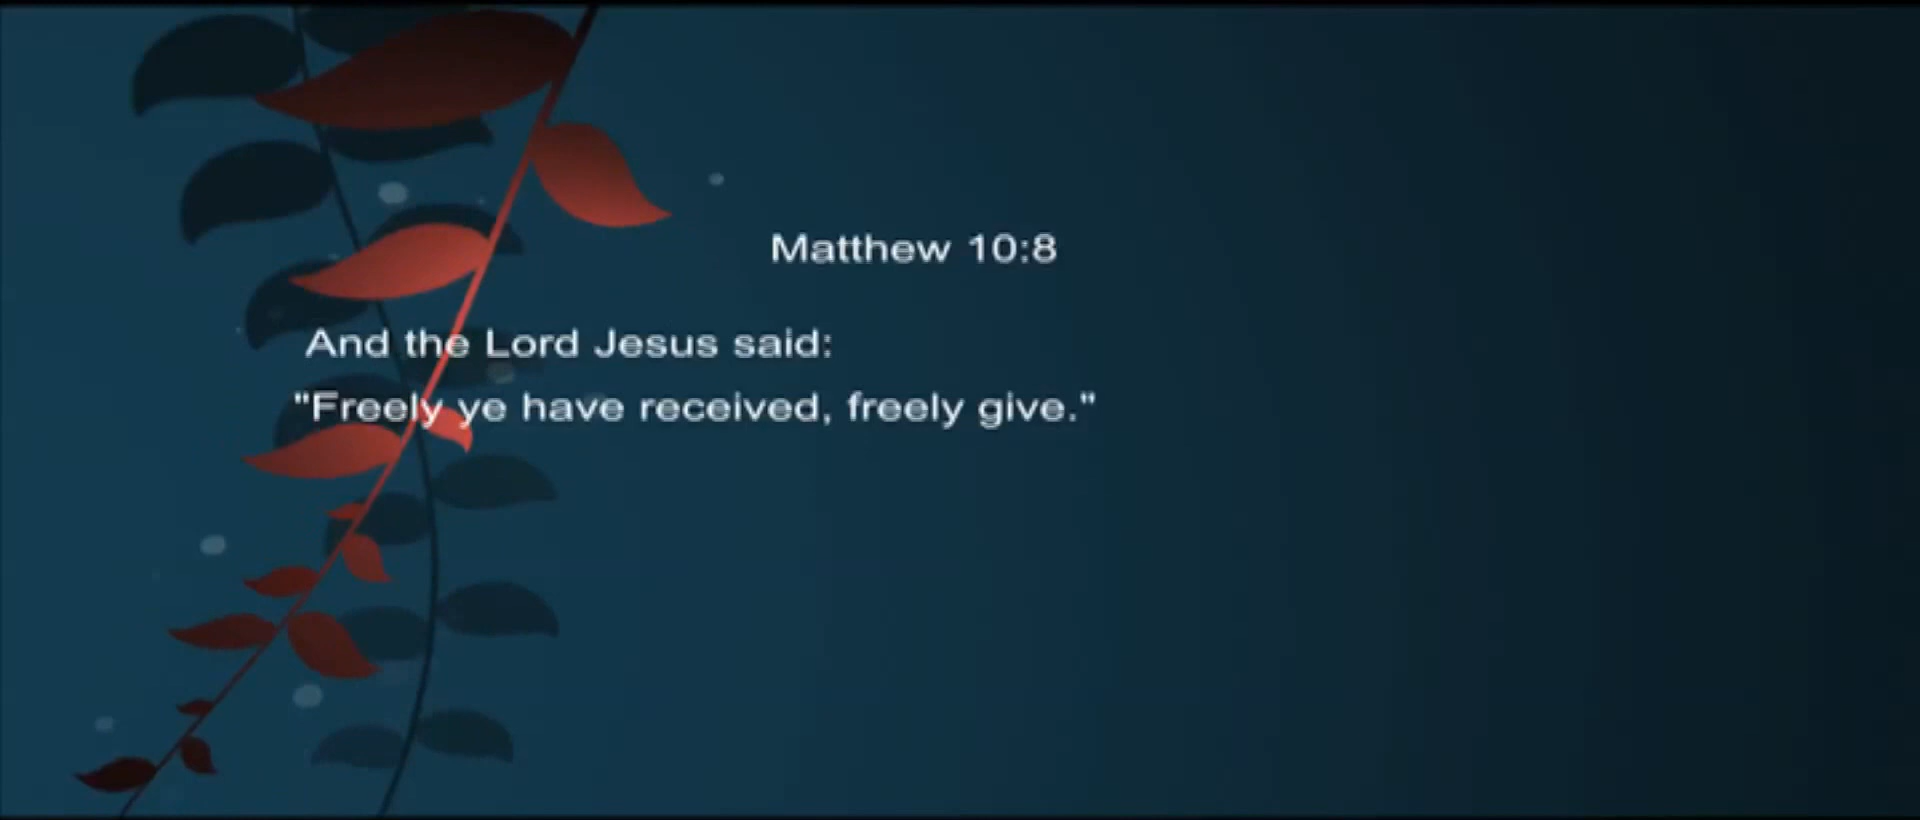 Matthew 10:8
And the Lord Jesus said:
"Freely ye have received, freely give."